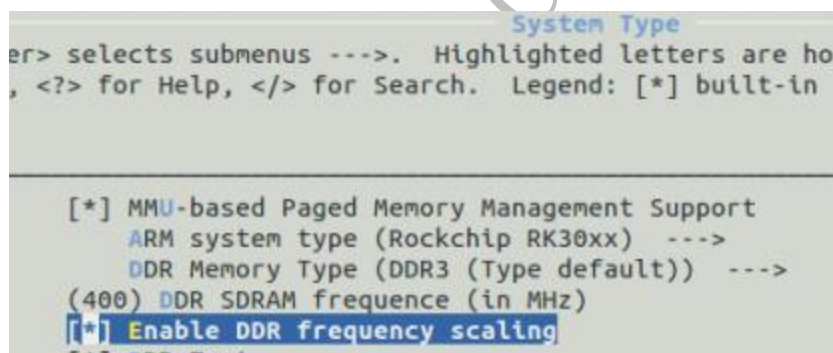 System Type
er> selects submenus --->. Highlighted letters are ho
, <?> for Help, </> for Search. Legend: [*] built-in
[*] MMU-based Paged Memory Management Support
ARM system type (Rockchip RK30xx) --->
DDR Memory Type (DDR3 (Type default)) --->
(400) DDR SDRAM frequence (in MHz)
[*] Enable DDR frequency scaling